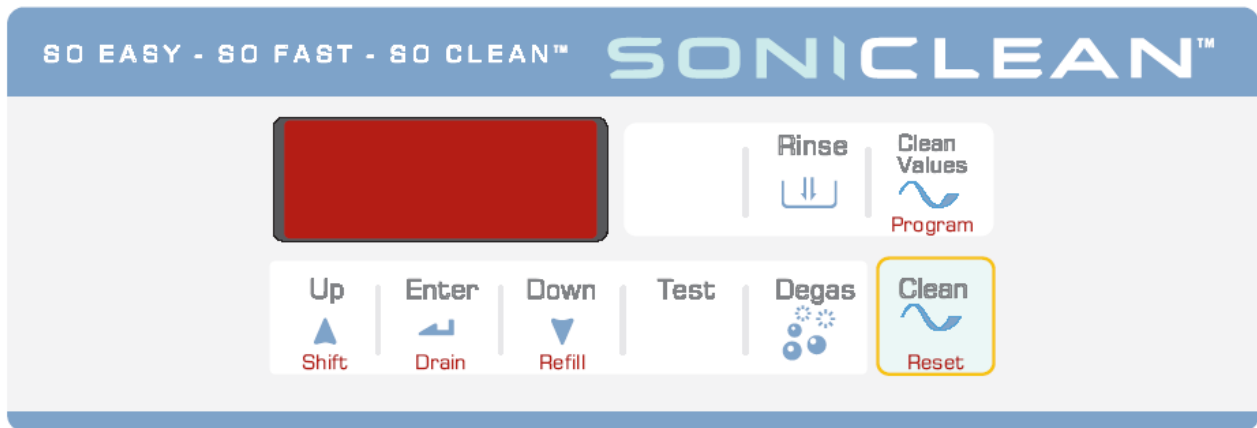 SO EASY - SO FAST - SO CLEAN™ SONICLEAN™
Rinse
Clean
Values
Program
Up Enter Down Test Degas Clean
Shift Drain Refill Reset